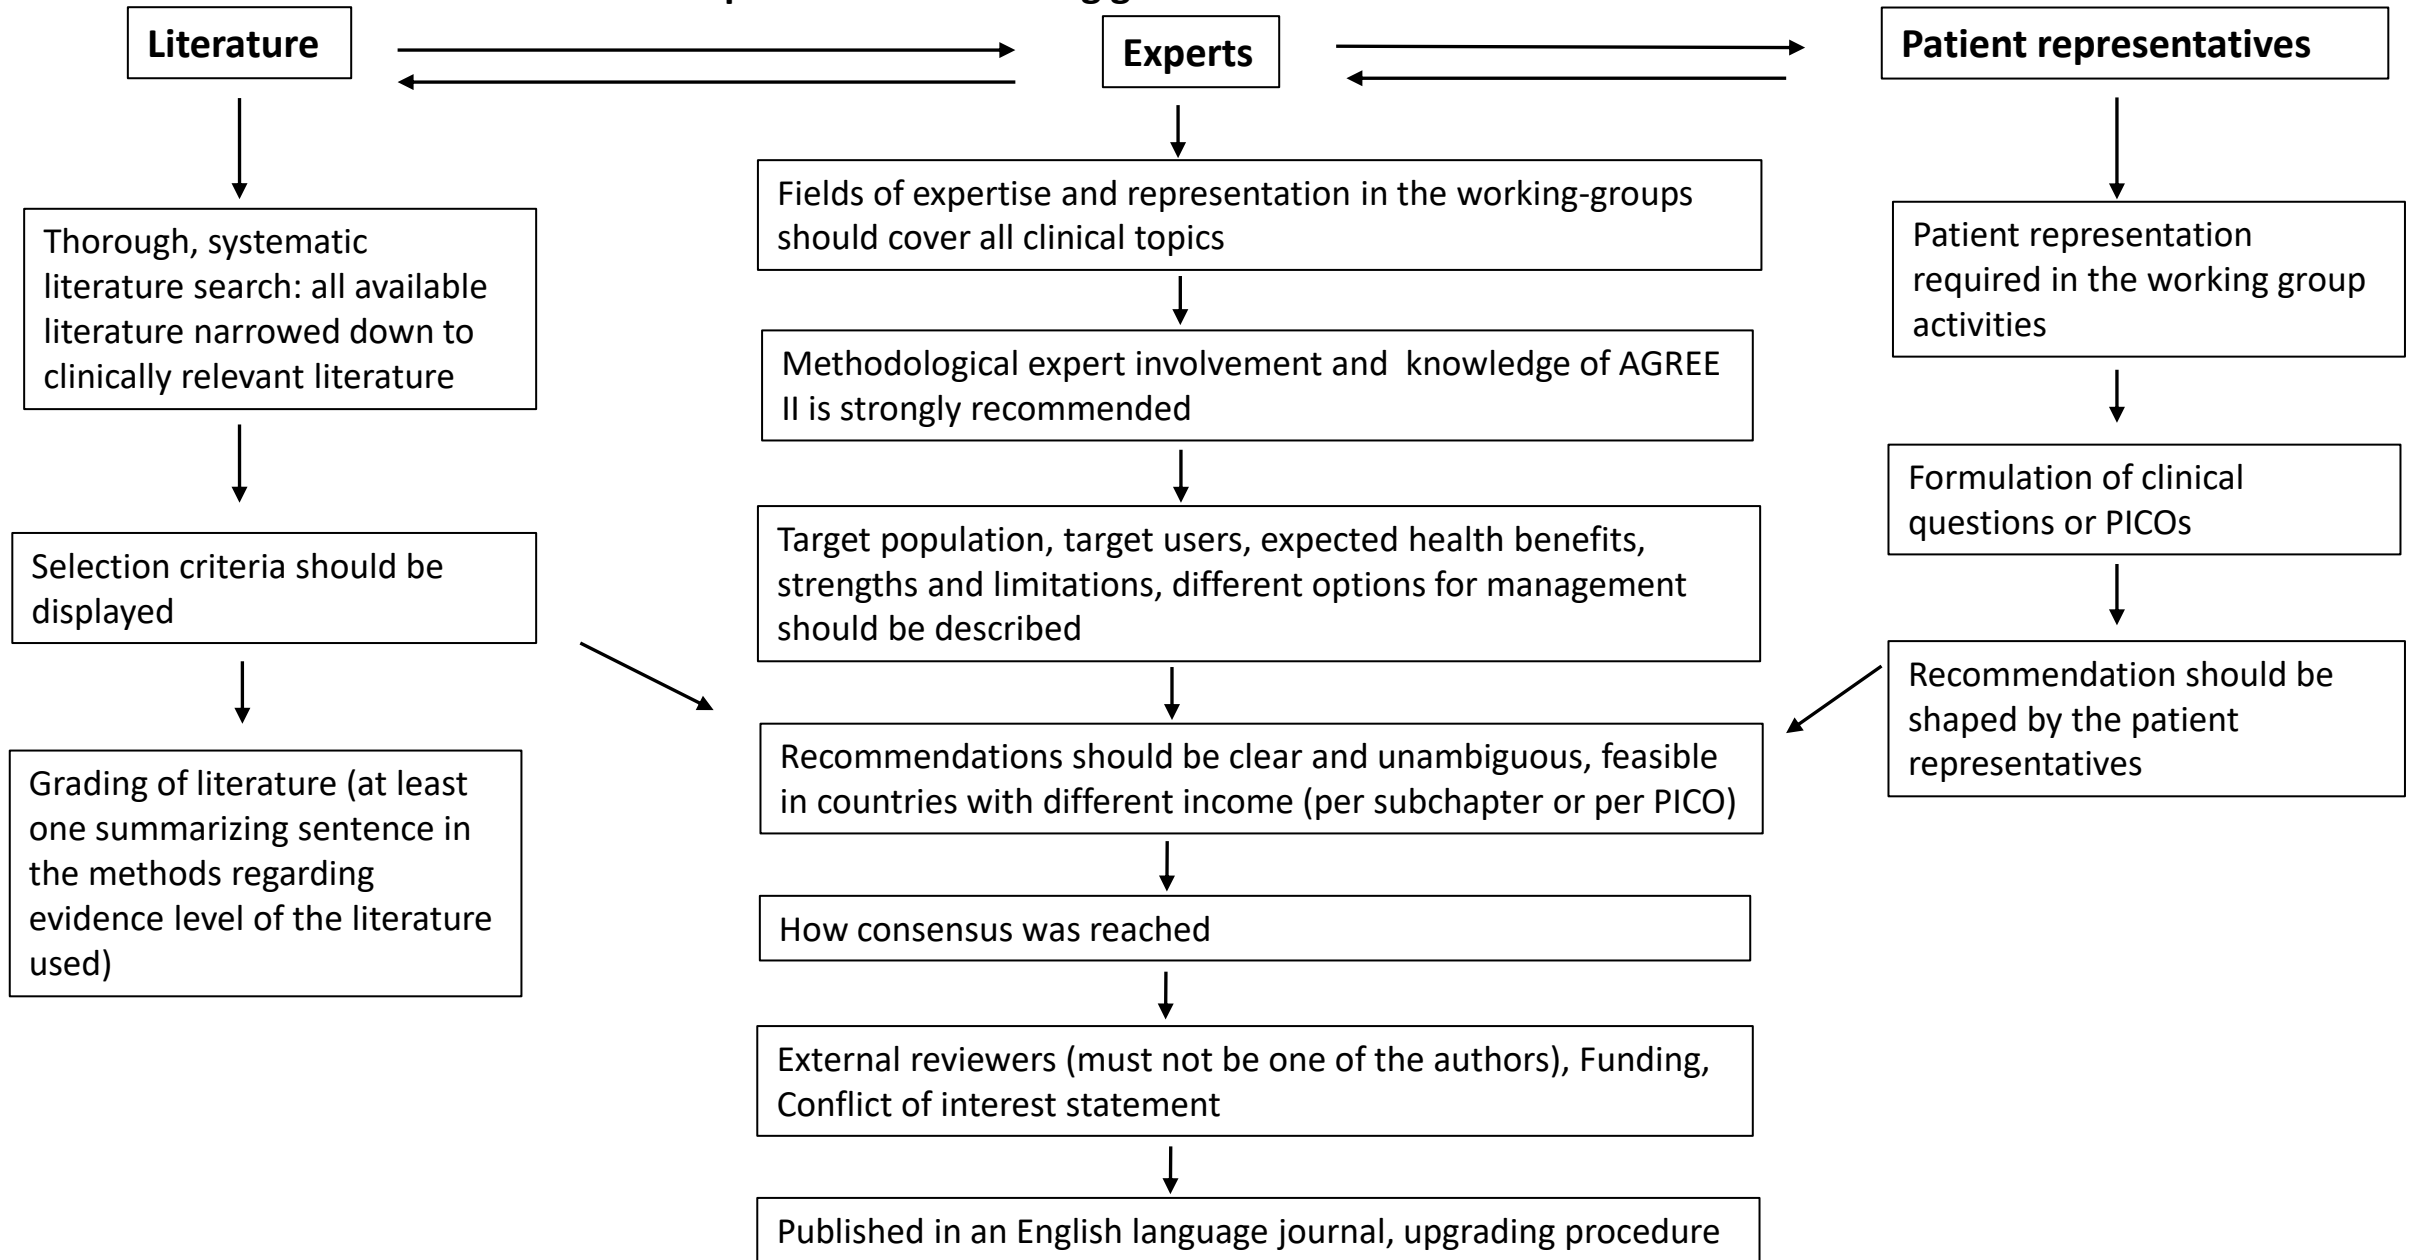 Literature
Experts
Patient representatives
Thorough, systematic
literature search: all available
literature narrowed down to
clinically relevant literature
Selection criteria should be
displayed
Grading of literature (at least
one summarizing sentence in
the methods regarding
evidence level of the literature
used)
Fields of expertise and representation in the working-groups
should cover all clinical topics
Methodological expert involvement and  knowledge of AGREE
II is strongly recommended
Target population, target users, expected health benefits,
strengths and limitations, different options for management
should be described
Recommendations should be clear and unambiguous, feasible
in countries with different income (per subchapter or per PICO)
How consensus was reached
External reviewers (must not be one of the authors), Funding,
Conflict of interest statement
Published in an English language journal, upgrading procedure
Patient representation
required in the working group
activities
Formulation of clinical
questions or PICOs
Recommendation should be
shaped by the patient
representatives